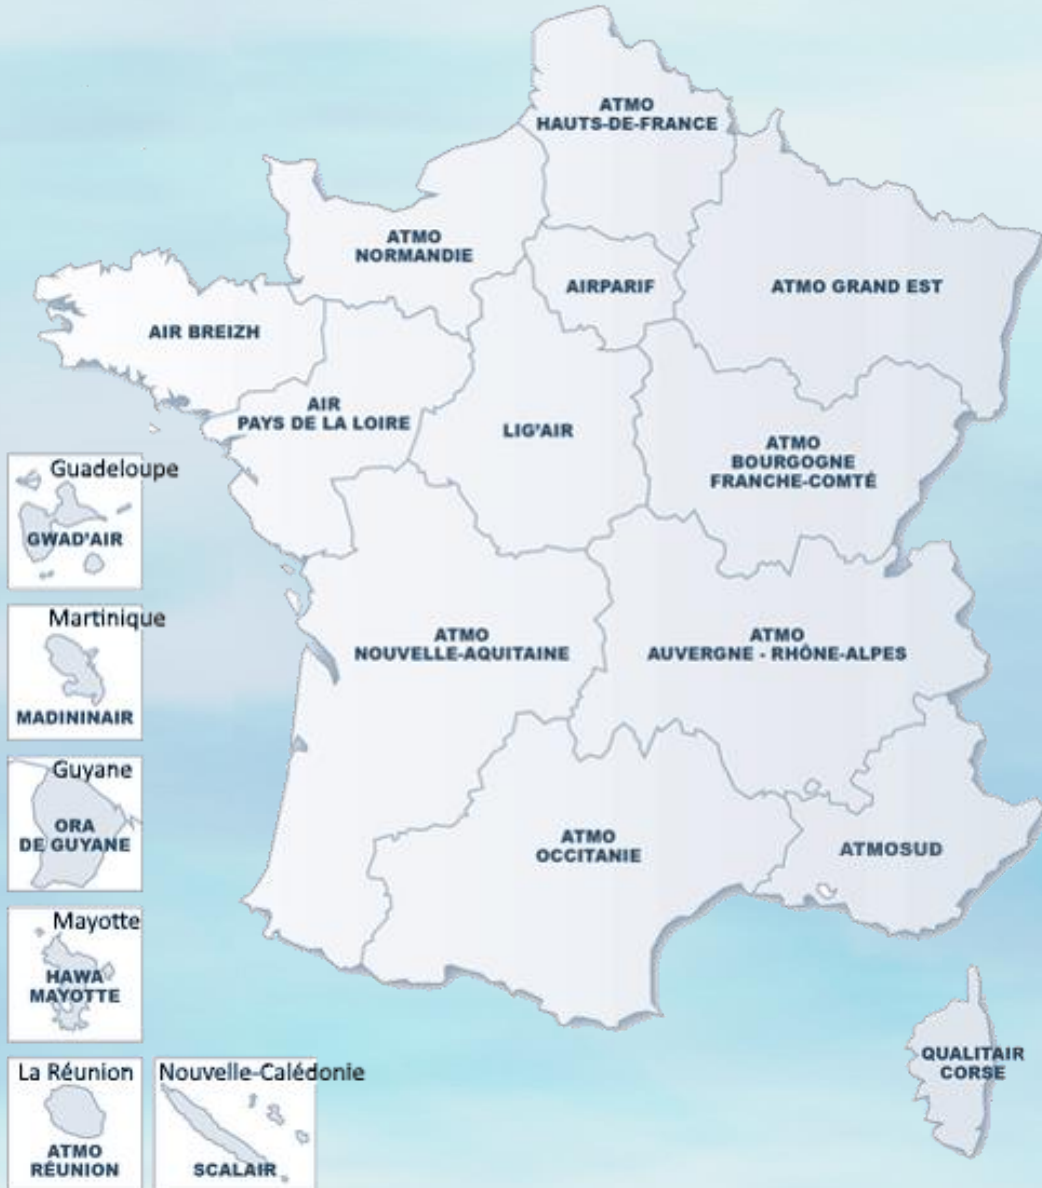 ATMO
HAUTS-DE-FRANCE
ATMO
NORMANDIE
AIRPARIF
ATMO GRAND EST
AIR BREIZH
AIR
PAYS DE LA LOIRE
LIG'AIR
ATMO
BOURGOGNE
FRANCHE-COMTÉ
Guadeloupe
GWAD'AIR
Martinique
MADININAIR
ATMO
NOUVELLE-AQUITAINE
ATMO
AUVERGNE - RHÔNE-ALPES
Guyane
ORA
DE GUYANE
ATMO
OCCITANIE
ATMOSUD
Mayotte
HAWA
MAYOTTE
La Réunion
ATMO
RÉUNION
Nouvelle-Calédonie
SCALAIR
QUALITAIR
CORSE